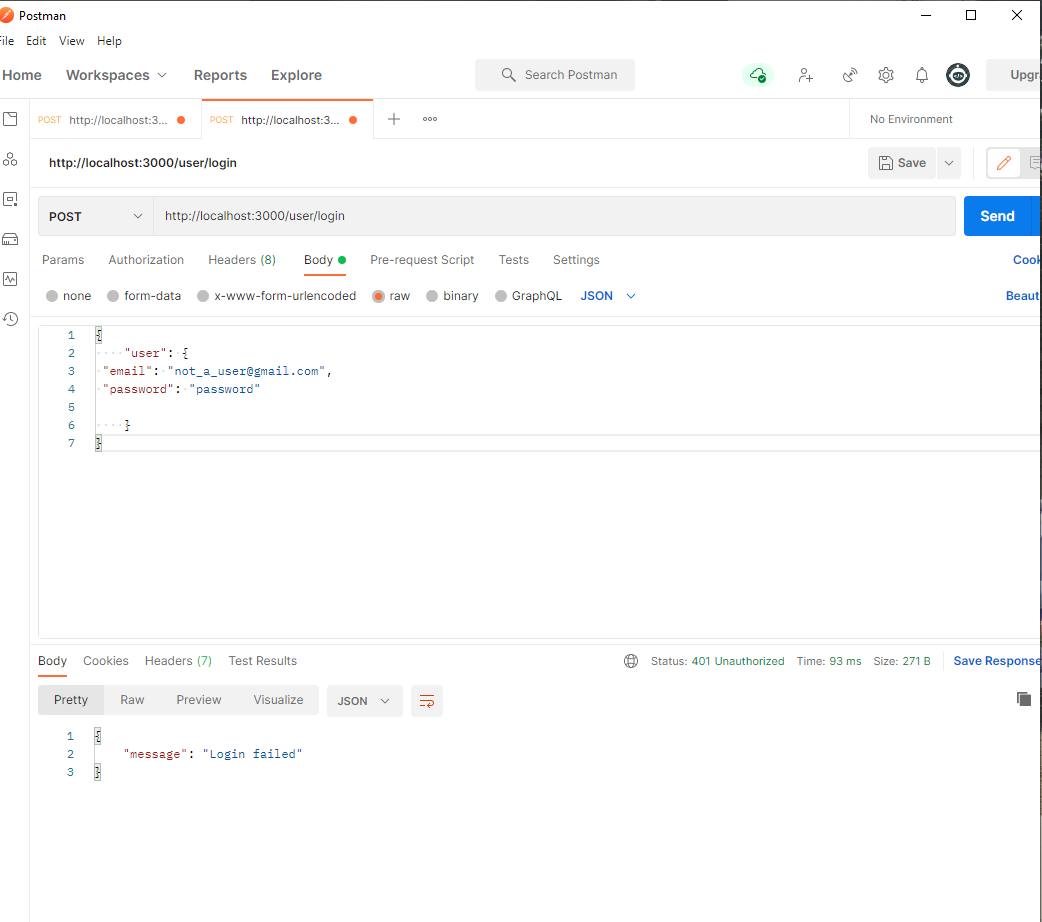 Postman
File Edit View Help
Home Workspaces Reports Explore Search Postman Upgr
POST http://localhost:3... POST http://localhost:3... No Environment
http://localhost:3000/user/login Save
POST http://localhost:3000/user/login Send
Params Authorization Headers (8) Body Pre-request Script Tests Settings Cook
none form-data x-www-form-urlencoded raw binary GraphQL JSON Beaut
1 {
2 "user": {
3 "email": "not_a_user@gmail.com",
4 "password": "password"
5
6 }
7 }
Body Cookies Headers (7) Test Results Status: 401 Unauthorized Time: 93 ms Size: 271 B Save Response
Pretty Raw Preview Visualize JSON
1 {
2 "message": "Login failed"
3 }